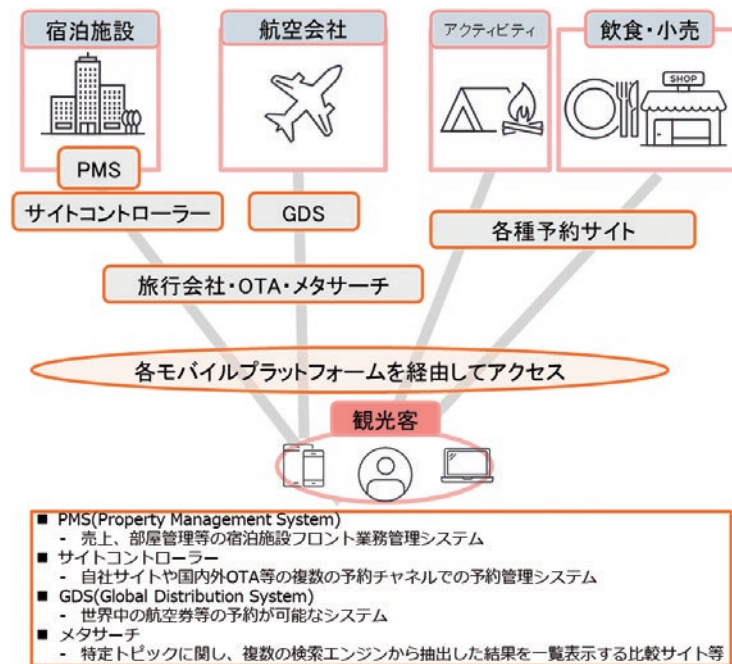 宿泊施設
航空会社
アクティビティ
飲食・小売
SHOP
PMS
サイトコントローラー
GDS
各種予約サイト
旅行会社・OTA・メタサーチ
各モバイルプラットフォームを経由してアクセス
観光客
■ PMS(Property Management System)
- 売上、部屋管理等の宿泊施設フロント業務管理システム
■ サイトコントローラー
- 自社サイトや国内外OTA等の複数の予約チャネルでの予約管理システム
■ GDS(Global Distribution System)
- 世界中の航空券等の予約が可能なシステム
■ メタサーチ
- 特定トピックに関し、複数の検索エンジンから抽出した結果を一覧表示する比較サイト等